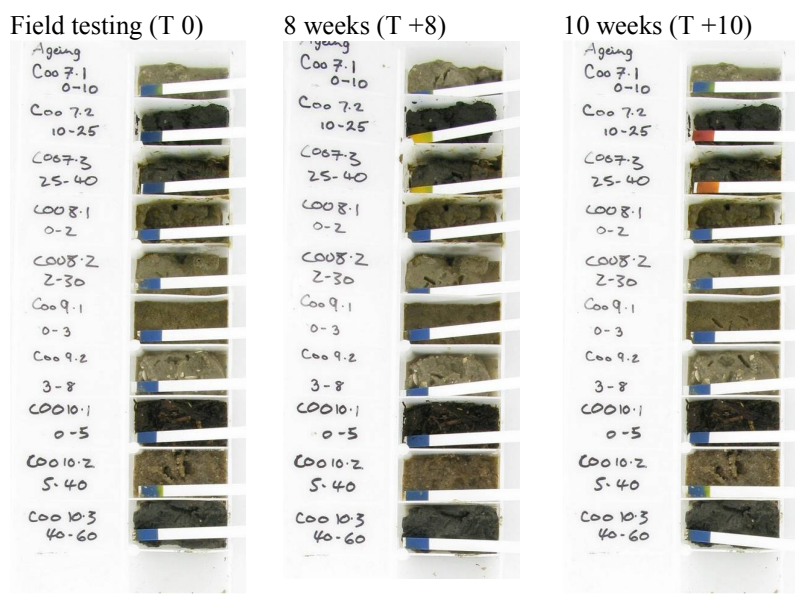 Field testing (T 0)
Ageing
Coo 7.1
0-10
Coo 7.2
10-25
Coo7.3
25-40
COO8.1
0-2
COO8.2
2-30
Coo 9.1
0-3
Coo 9.2
3-8
COO10.1
0-5
COO10.2
5-40
Coo 10.3
40-60
8 weeks (T +8)
Ageing
Coo 7.1
0-10
Coo 7.2
10-25
Coo7.3
25-40
COO8.1
0-2
COO8.2
2-30
Coo 9.1
0-3
Coo 9.2
3-8
COO10.1
0-5
COO10.2
5-40
Coo 10.3
40-60
10 weeks (T +10)
Ageing
Coo 7.1
0-10
Coo 7.2
10-25
Coo7.3
25-40
COO8.1
0-2
COO8.2
2-30
Coo 9.1
0-3
Coo 9.2
3-8
COO10.1
0-5
COO10.2
5-40
Coo 10.3
40-60